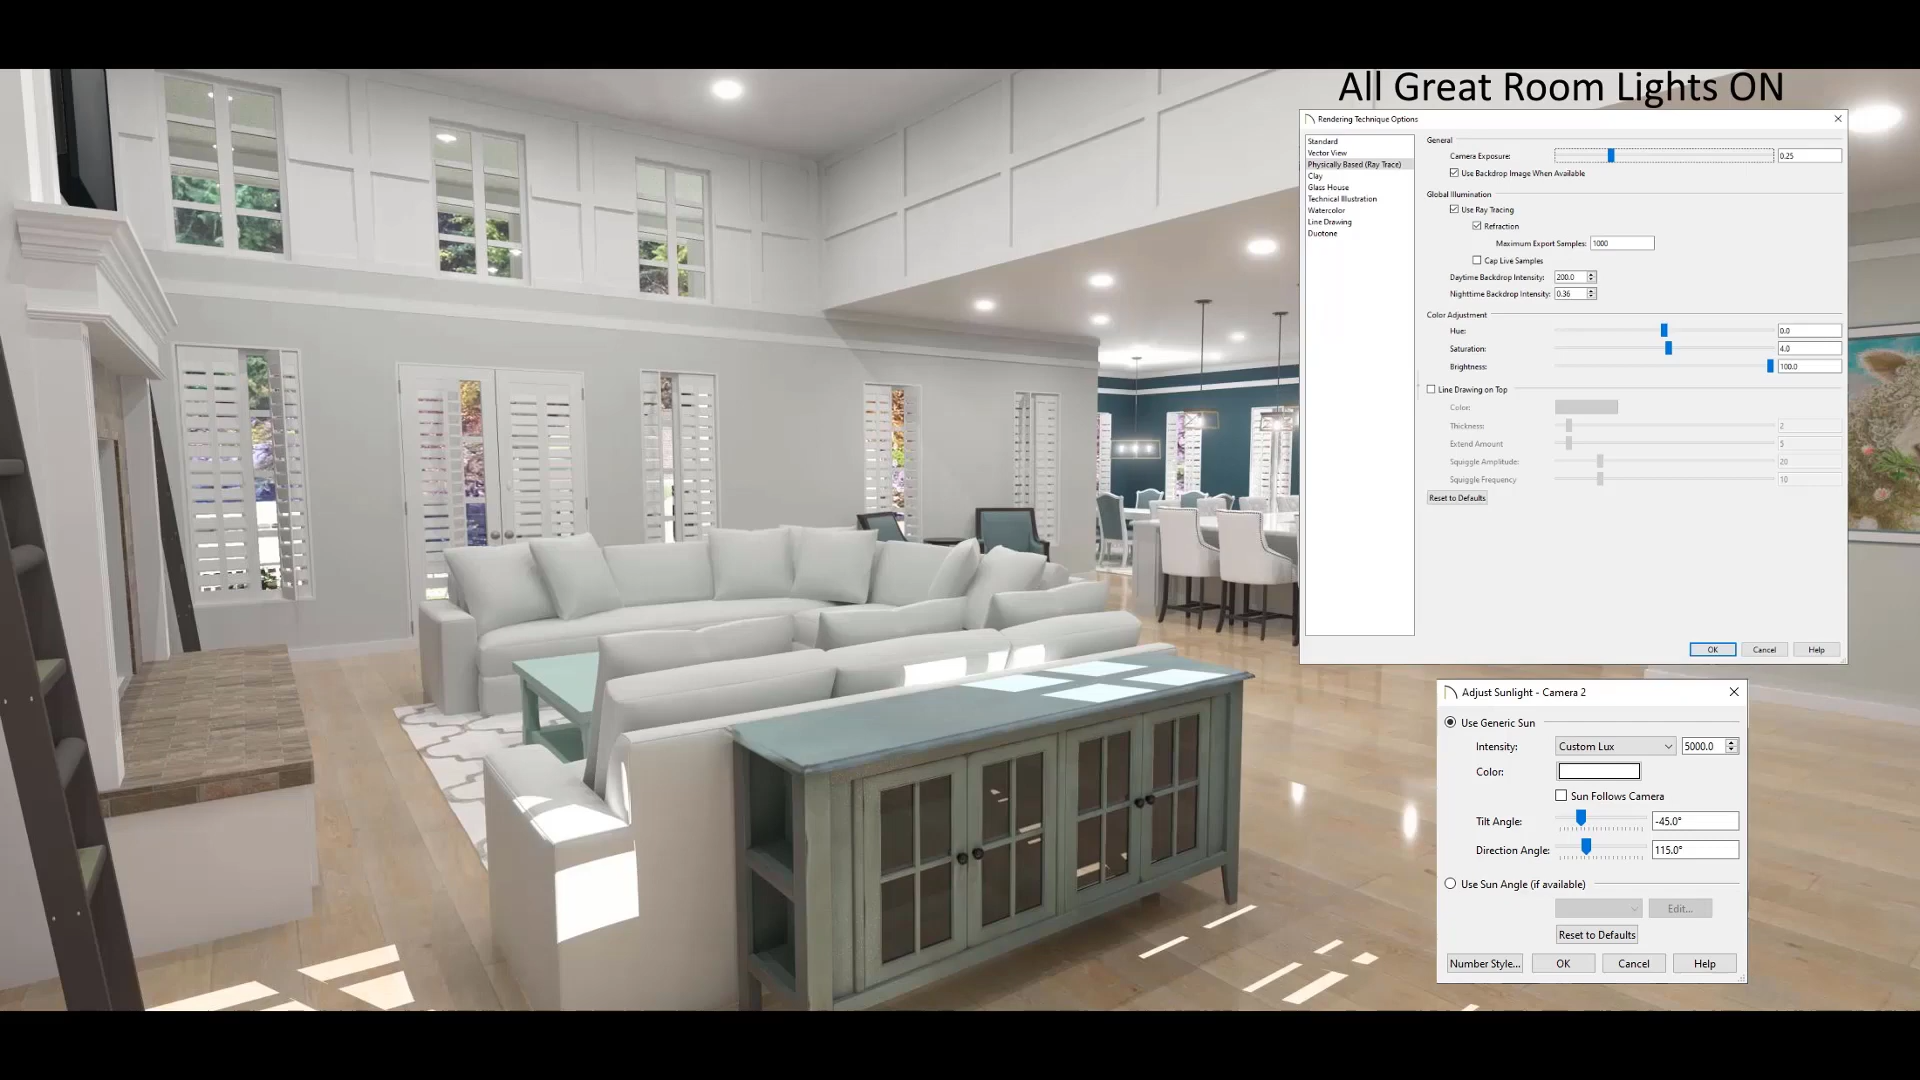 All Great Room Lights ON
Rendering Technique Options
Standard
Vector View
Physically Based (Ray Trace)
Clay
Glass House
Technical Illustration
Watercolor
Line Drawing
Duotone
General
Camera Exposure: 0.25
Use Backdrop Image When Available
Global Illumination
Use Ray Tracing
Refraction
Maximum Export Samples: 1000
Cap Live Samples
Daytime Backdrop Intensity: 200.0
Nighttime Backdrop Intensity: 0.36
Color Adjustment
Hue: 0.0
Saturation: 4.0
Brightness: 100.0
Line Drawing on Top
Color:
Thickness: 2
Extend Amount 5
Squiggle Amplitude: 20
Squiggle Frequency 10
Reset to Defaults
OK Cancel Help
Adjust Sunlight - Camera 2
Use Generic Sun
Intensity: Custom Lux 5000.0
Color:
Sun Follows Camera
Tilt Angle: -45.0°
Direction Angle: 115.0°
Use Sun Angle (if available)
Edit...
Reset to Defaults
Number Style... OK Cancel Help